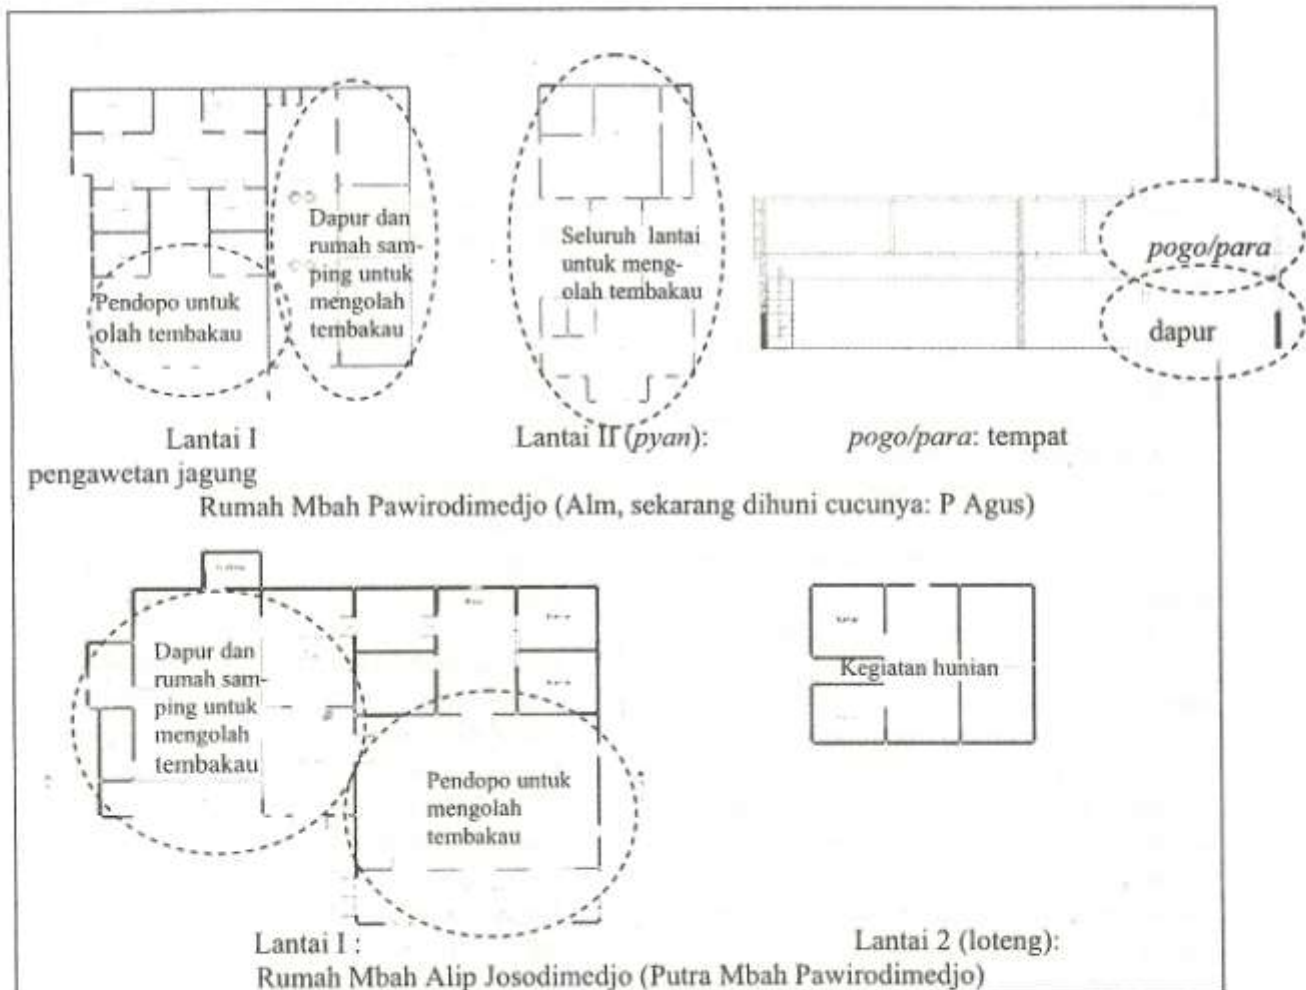 Pendopo untuk
olah tembakau
Dapur dan
rumah sam-
ping untuk
mengolah
tembakau
Seluruh lantai
untuk meng-
olah tembakau
pogo/para
dapur
Lantai I
Lantai II (pyan):
pogo/para: tempat
pengawetan jagung
Rumah Mbah Pawirodimedjo (Alm, sekarang dihuni cucunya: P Agus)
Dapur dan
rumah sam-
ping untuk
mengolah
tembakau
Pendopo untuk
mengolah
tembakau
Kegiatan hunian
Lantai I :
Lantai 2 (loteng):
Rumah Mbah Alip Josodimedjo (Putra Mbah Pawirodimedjo)